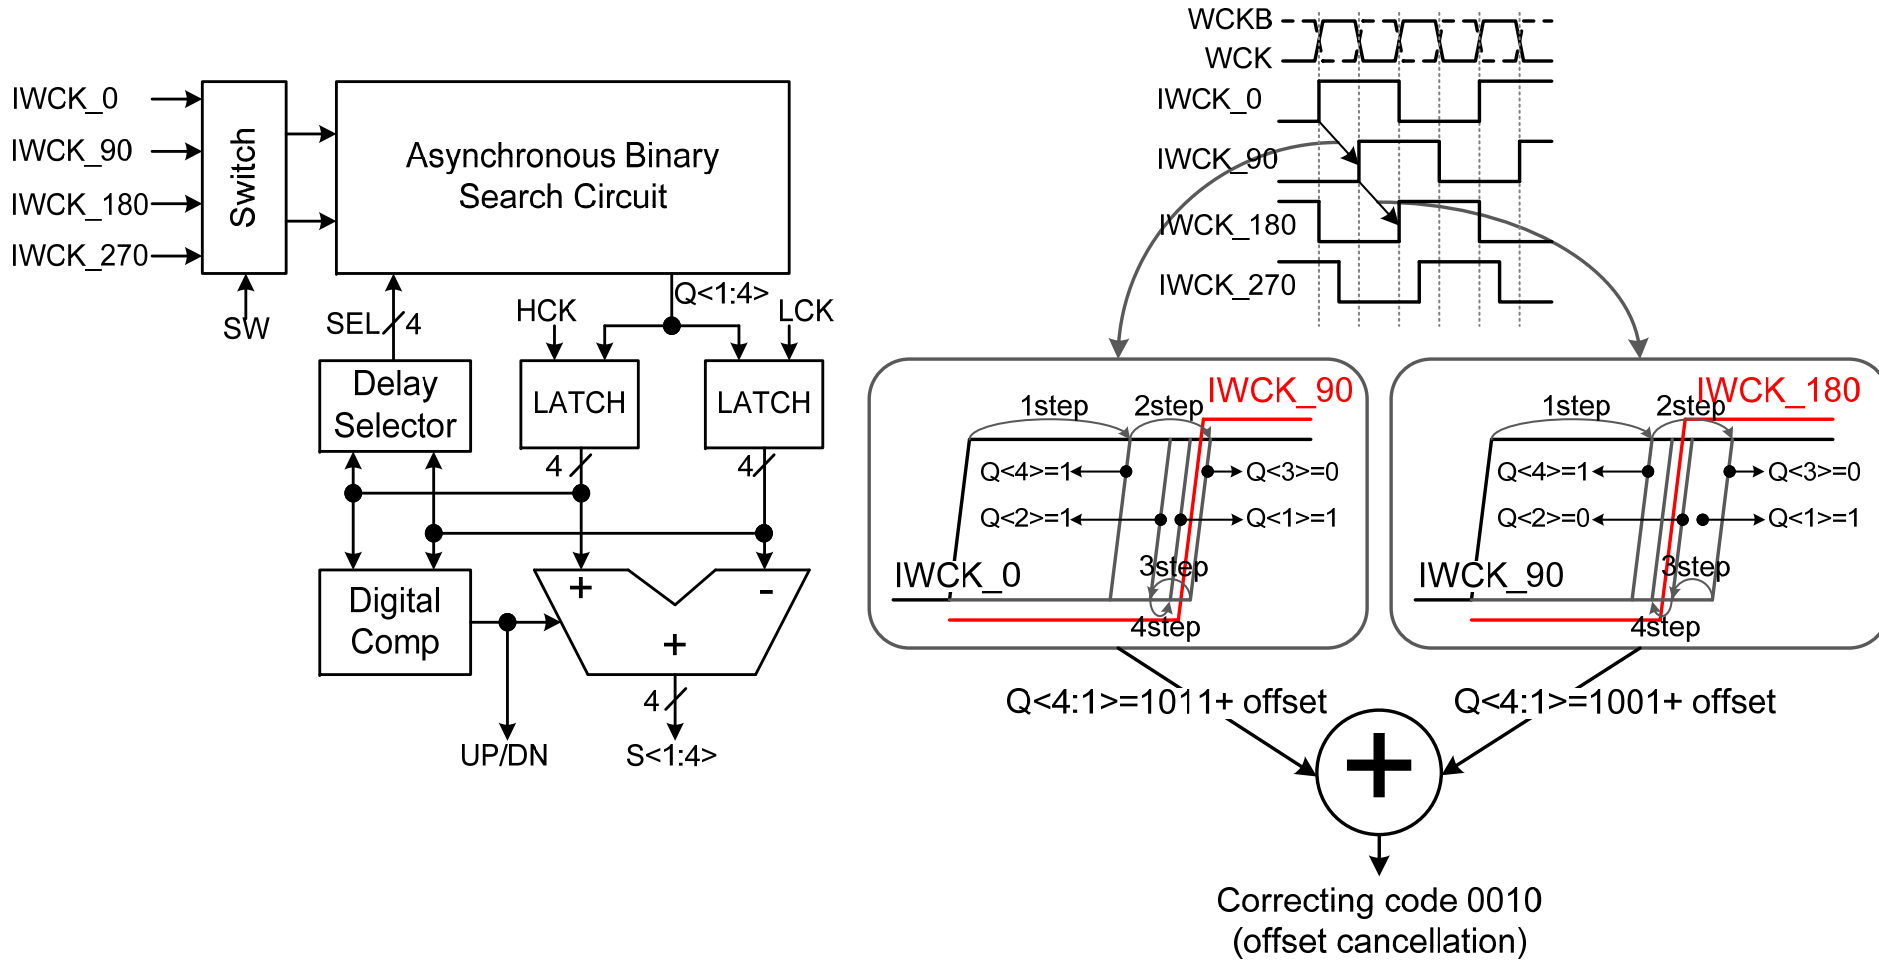 IWCK_0
IWCK_90
IWCK_180
IWCK_270
Switch
SW
Asynchronous Binary
Search Circuit
SEL
4
Q<1:4>
HCK
LCK
Delay
Selector
LATCH
LATCH
4
4
Digital
Comp
+
-
+
4
UP/DN
S<1:4>
WCKB
WCK
IWCK_0
IWCK_90
IWCK_180
IWCK_270
IWCK_90
1step
2step
Q<4>=1
Q<3>=0
Q<2>=1
Q<1>=1
IWCK_0
3step
4step
IWCK_180
1step
2step
Q<4>=1
Q<3>=0
Q<2>=0
Q<1>=1
IWCK_90
3step
4step
Q<4:1>=1011+ offset
Q<4:1>=1001+ offset
+
Correcting code 0010
(offset cancellation)